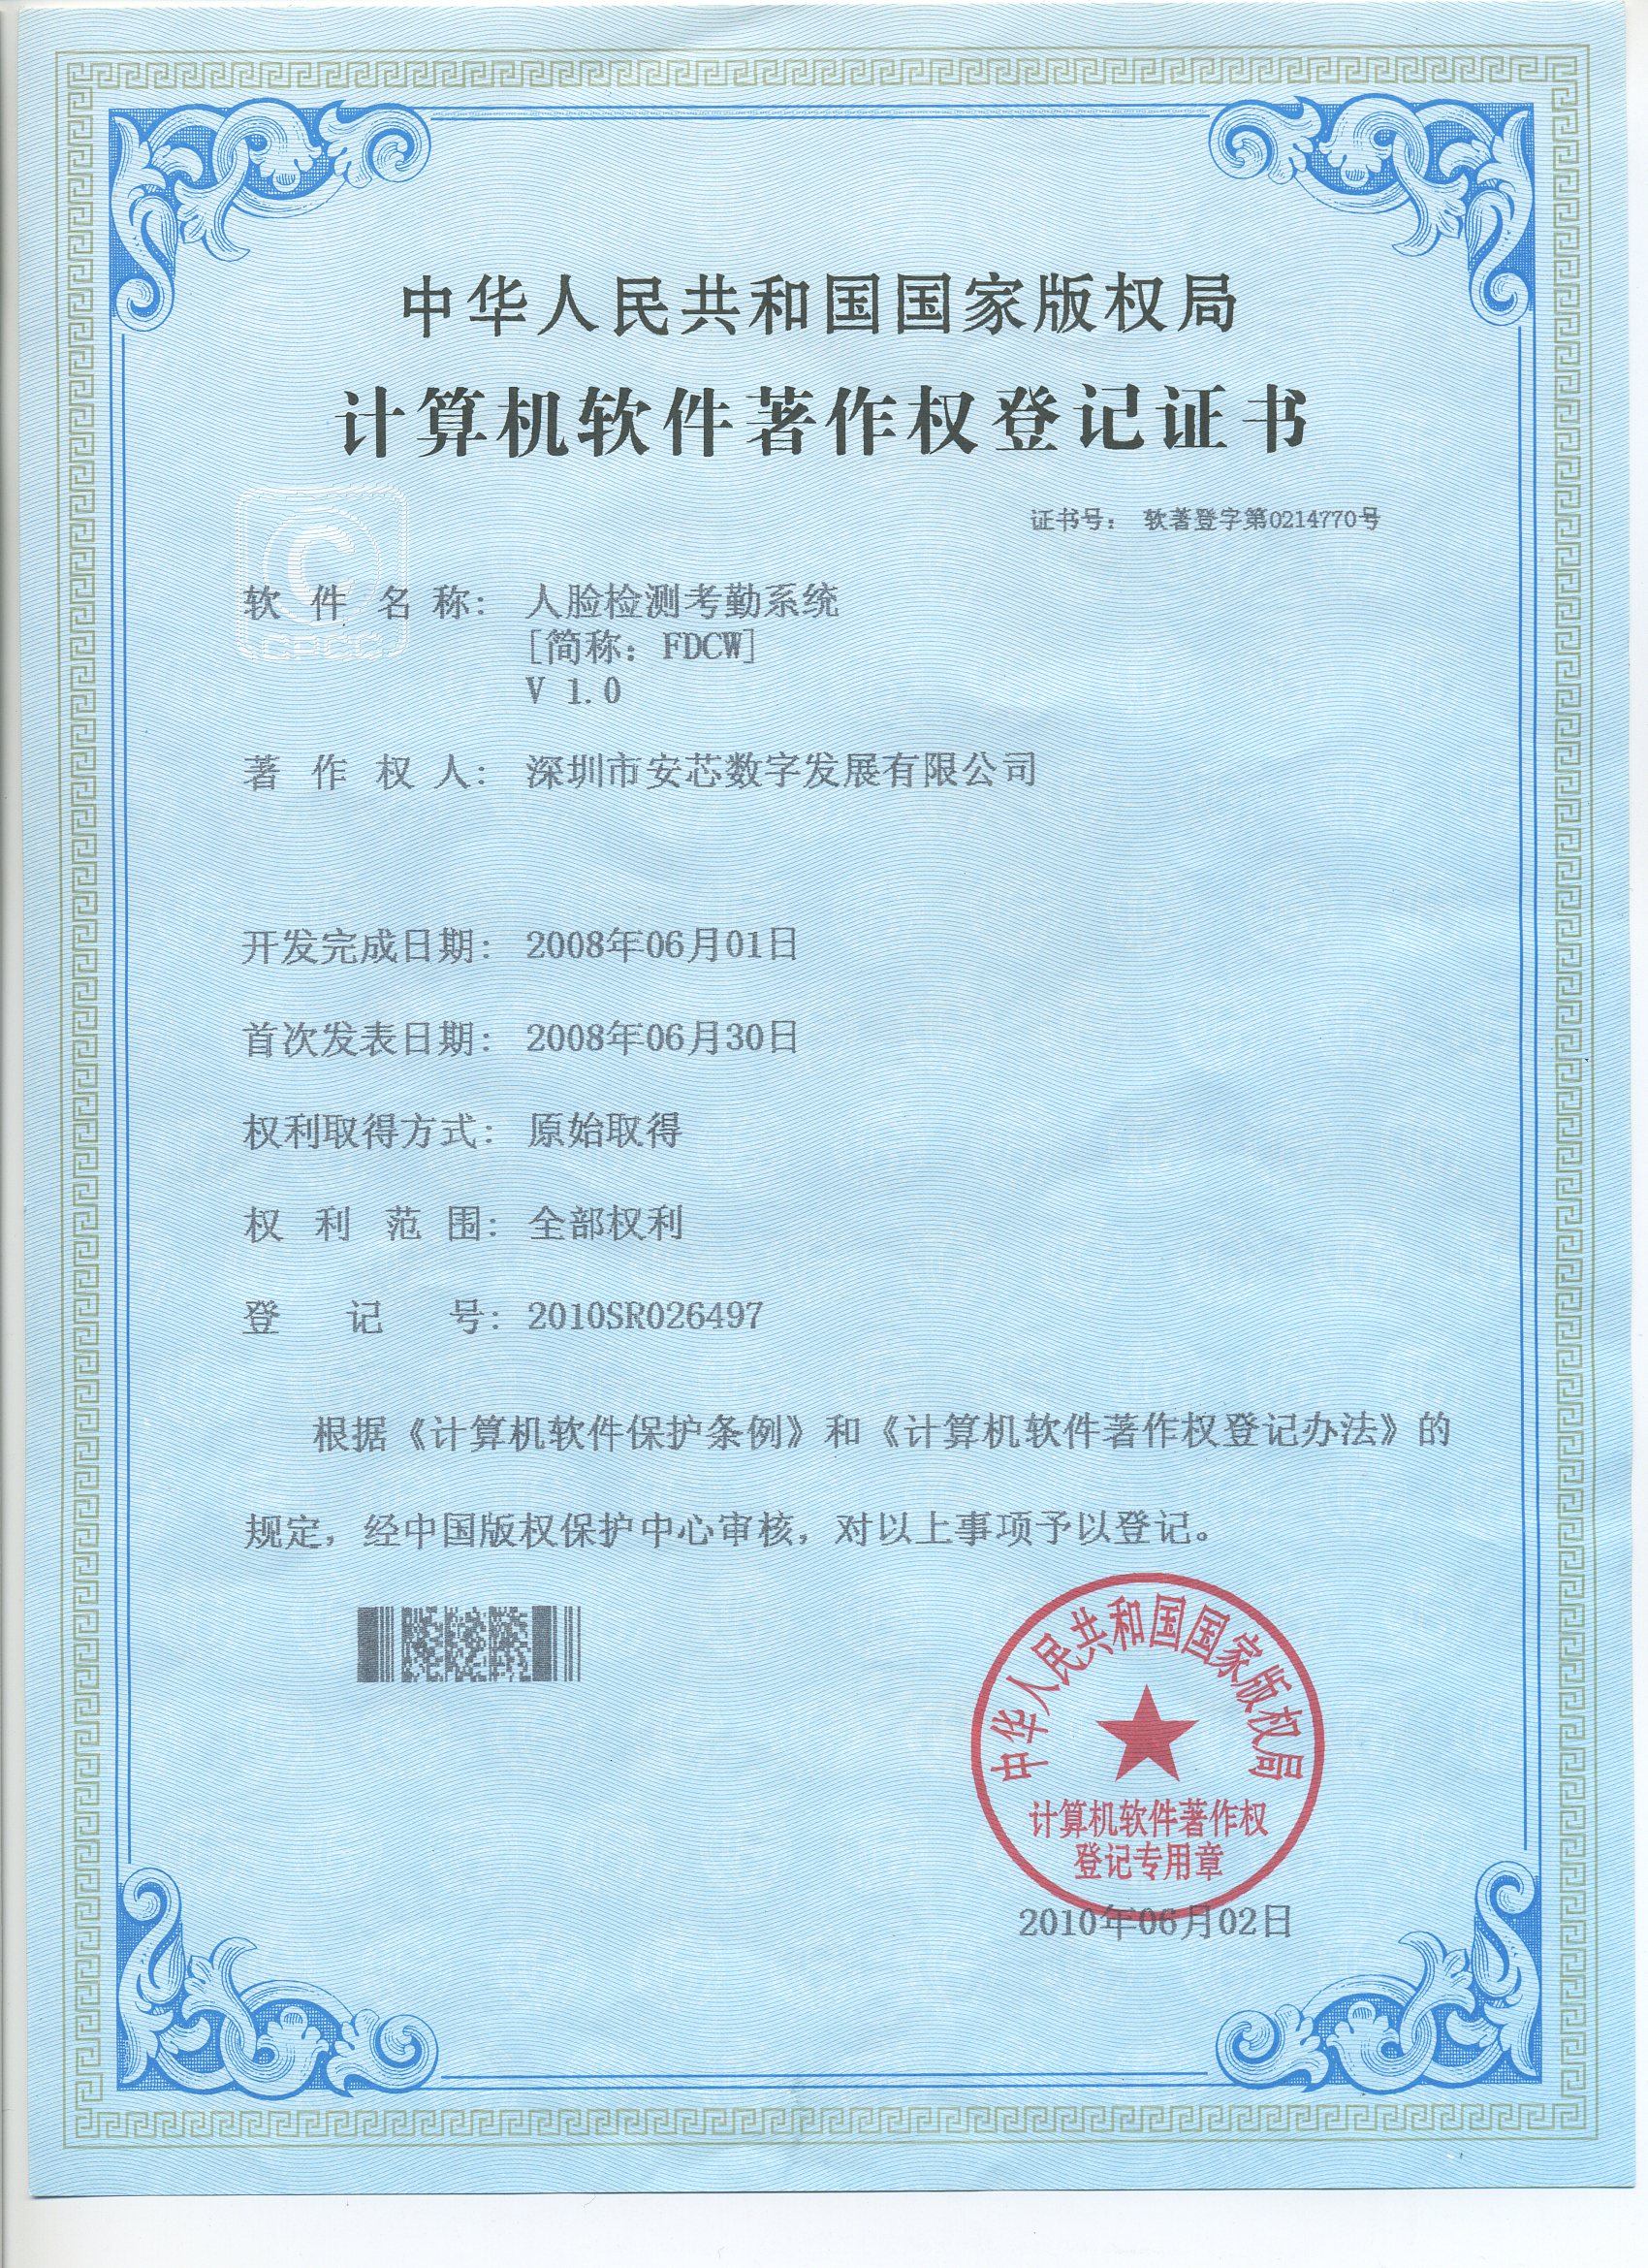 中华人民共和国国家版权局
计算机软件著作权登记证书
证书号： 软著登字第0214770号
软件名称： 人脸检测考勤系统
[简称：FDCW]
V 1.0
著作权人： 深圳市安芯数字发展有限公司
开发完成日期： 2008年06月01日
首次发表日期： 2008年06月30日
权利取得方式： 原始取得
权利范围： 全部权利
登记号： 2010SR026497
根据《计算机软件保护条例》和《计算机软件著作权登记办法》的
规定，经中国版权保护中心审核，对以上事项予以登记。
中华人民共和国国家版权局
计算机软件著作权
登记专用章
2010年06月02日
CPCC